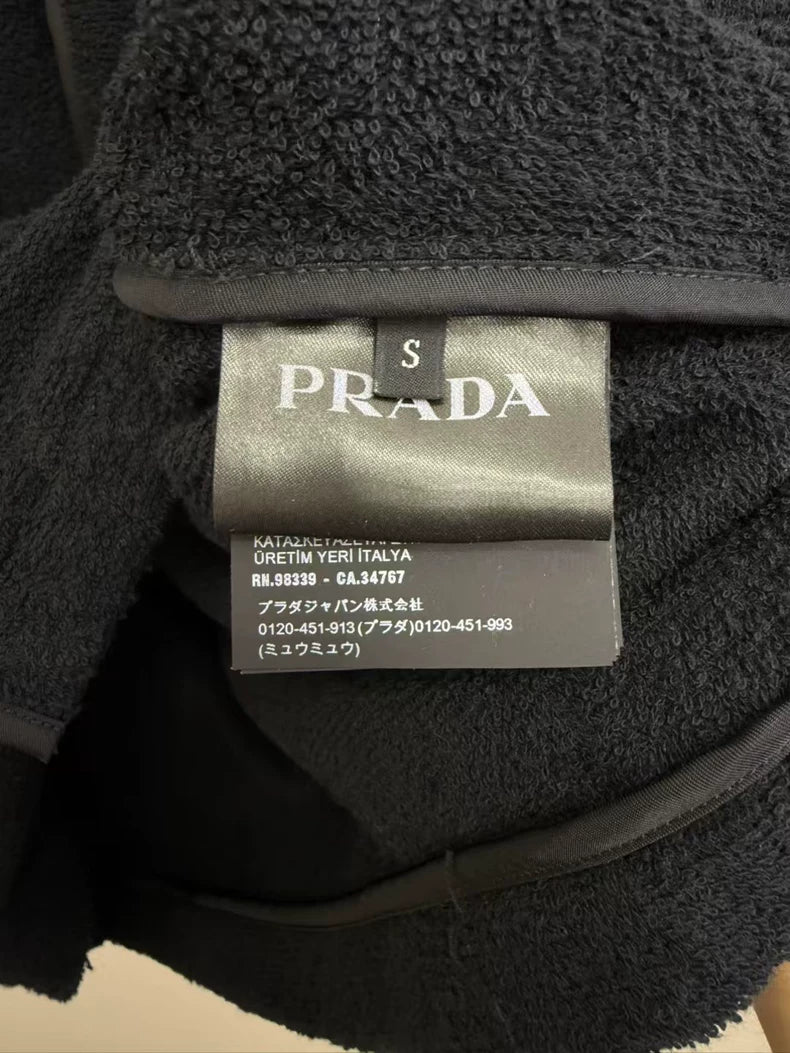 S
PRADA
ÜRETİM YERİ İTALYA
RN.98339 - CA.34767
プラダジャパン株式会社
0120-451-913(プラダ)0120-451-993
(ミュウミュウ)